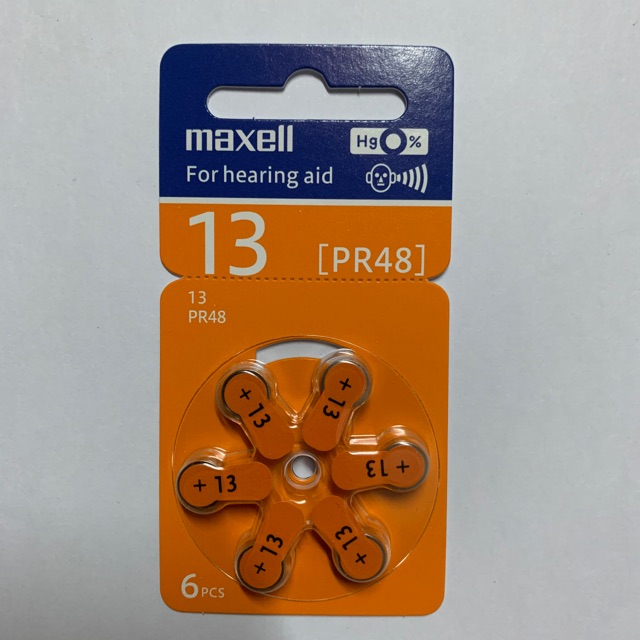 maxell
Hg0%
For hearing aid
13 [PR48]
13
PR48
+13
+13
+13
+13
+13
+13
6PCS